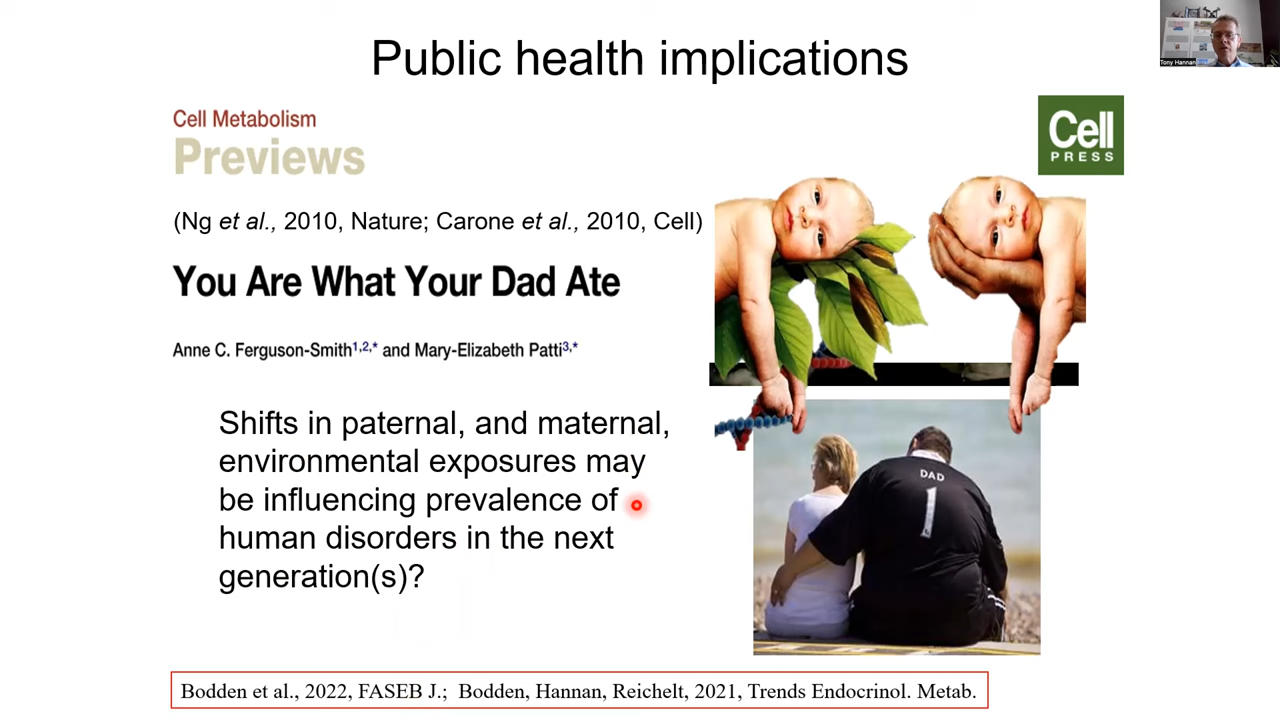 Public health implications
Tony Hannan
Cell Metabolism
Previews
Cell
PRESS
(Ng et al., 2010, Nature; Carone et al., 2010, Cell)
You Are What Your Dad Ate
Anne C. Ferguson-Smith1,2,* and Mary-Elizabeth Patti3,*
Shifts in paternal, and maternal,
environmental exposures may
be influencing prevalence of
human disorders in the next
generation(s)?
DAD
1
Bodden et al., 2022, FASEB J.; Bodden, Hannan, Reichelt, 2021, Trends Endocrinol. Metab.